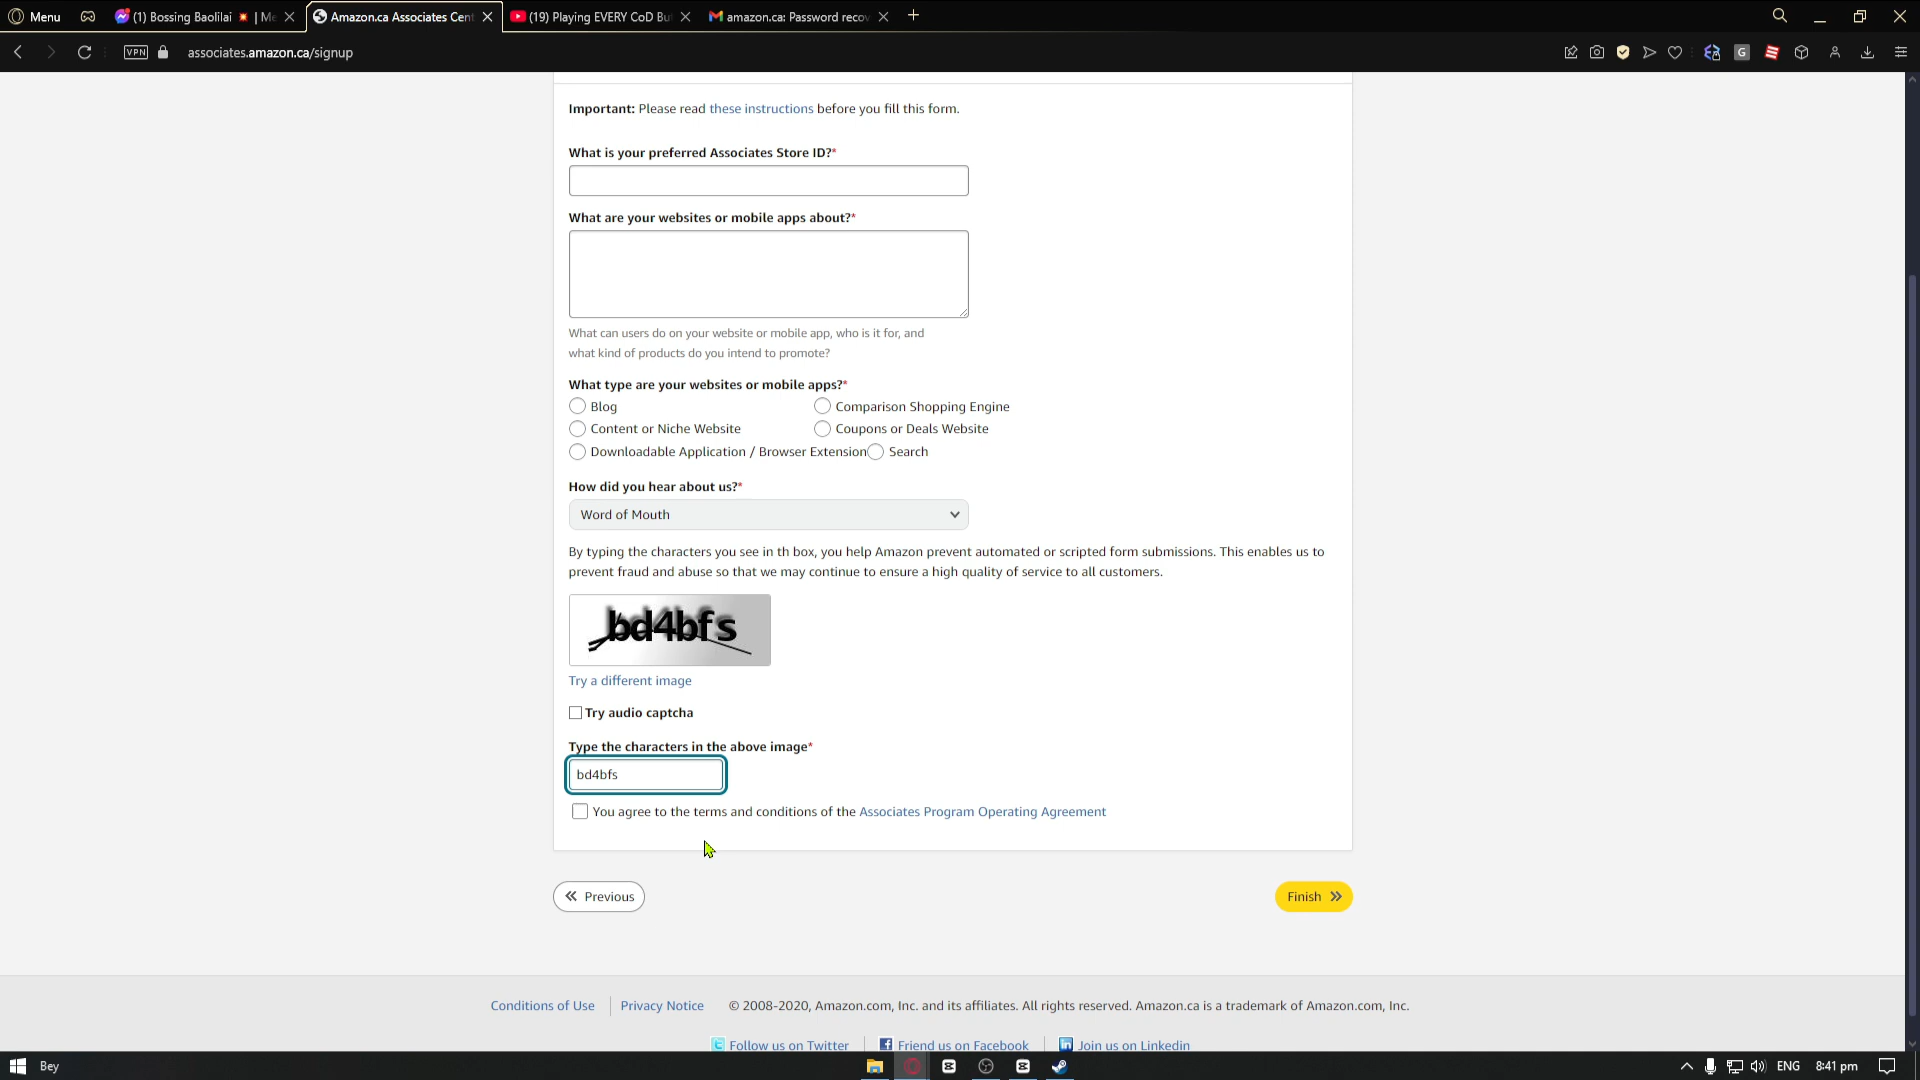 Menu
(1) Bossing Baolilai
Amazon.ca Associates Cent
(19) Playing EVERY CoD Bu
amazon.ca: Password recov
VPN
associates.amazon.ca/signup
Important: Please read these instructions before you fill this form.
What is your preferred Associates Store ID?*
What are your websites or mobile apps about?*
What can users do on your website or mobile app, who is it for, and
what kind of products do you intend to promote?
What type are your websites or mobile apps?*
Blog
Comparison Shopping Engine
Content or Niche Website
Coupons or Deals Website
Downloadable Application / Browser Extension
Search
How did you hear about us?*
Word of Mouth
By typing the characters you see in th box, you help Amazon prevent automated or scripted form submissions. This enables us to
prevent fraud and abuse so that we may continue to ensure a high quality of service to all customers.
bd4bfs
Try a different image
Try audio captcha
Type the characters in the above image*
bd4bfs
You agree to the terms and conditions of the Associates Program Operating Agreement
« Previous
Finish »
Conditions of Use
Privacy Notice
© 2008-2020, Amazon.com, Inc. and its affiliates. All rights reserved. Amazon.ca is a trademark of Amazon.com, Inc.
Follow us on Twitter
Friend us on Facebook
Join us on Linkedin
Bey
ENG
8:41 pm